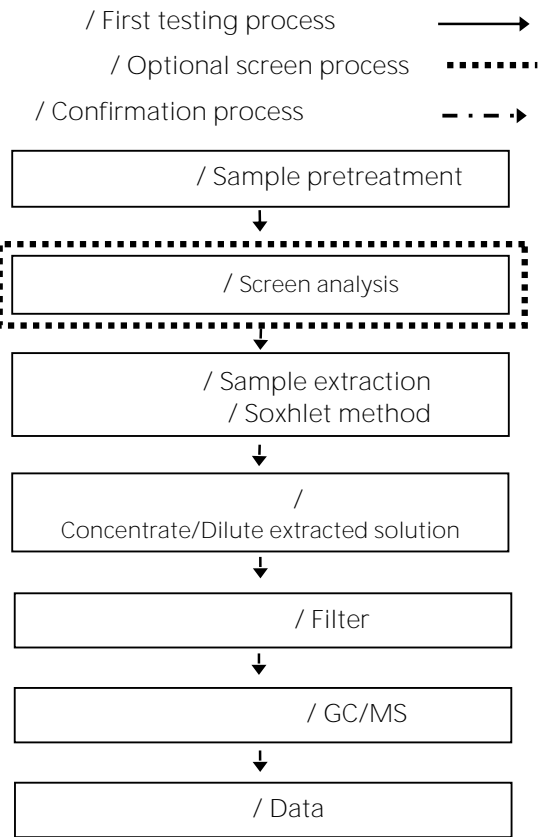 / First testing process
/ Optional screen process
/ Confirmation process
/ Sample pretreatment
/ Screen analysis
/ Sample extraction
/ Soxhlet method
/
Concentrate/Dilute extracted solution
/ Filter
/ GC/MS
/ Data